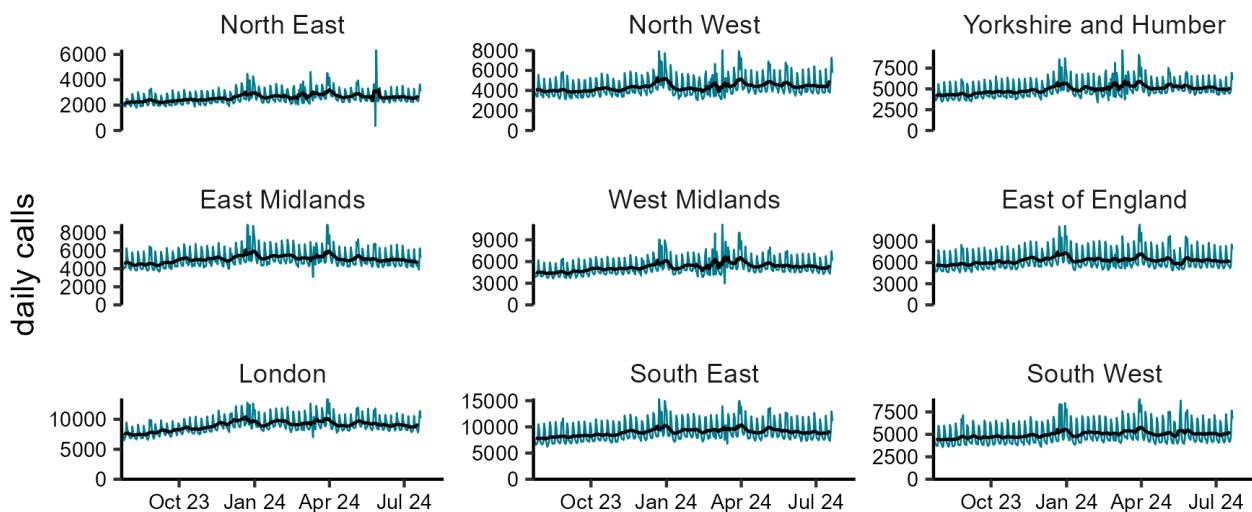 North East
North West
Yorkshire and Humber
6000
4000
2000
0
8000
6000
4000
2000
0
7500
5000
2500
0
daily calls
East Midlands
West Midlands
East of England
8000
6000
4000
2000
0
9000
6000
3000
0
9000
6000
3000
0
London
South East
South West
10000
5000
0
15000
10000
5000
0
7500
5000
2500
0
Oct 23 Jan 24 Apr 24 Jul 24
Oct 23 Jan 24 Apr 24 Jul 24
Oct 23 Jan 24 Apr 24 Jul 24